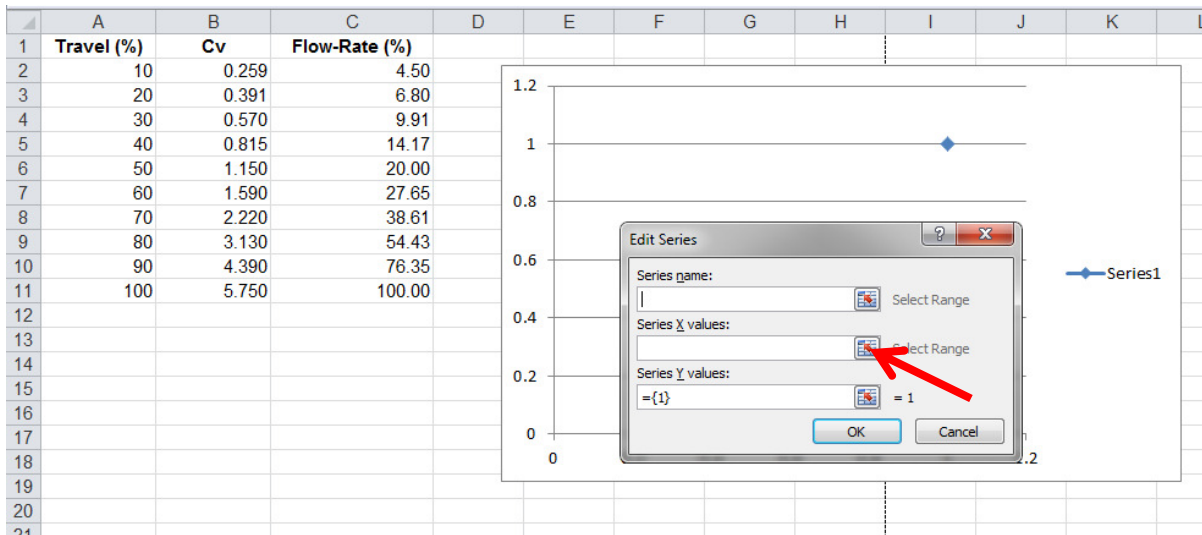 A B C D E F G H I J K L
1 Travel (%) Cv Flow-Rate (%)
2 10 0.259 4.50
3 20 0.391 6.80
4 30 0.570 9.91
5 40 0.815 14.17
6 50 1.150 20.00
7 60 1.590 27.65
8 70 2.220 38.61
9 80 3.130 54.43
10 90 4.390 76.35
11 100 5.750 100.00
12
13
14
15
16
17
18
19
20
21
1.2
1
0.8
0.6
0.4
0.2
0
0
.2
Series1
Edit Series
Series name:
Select Range
Series X values:
Select Range
Series Y values:
={1} = 1
OK Cancel